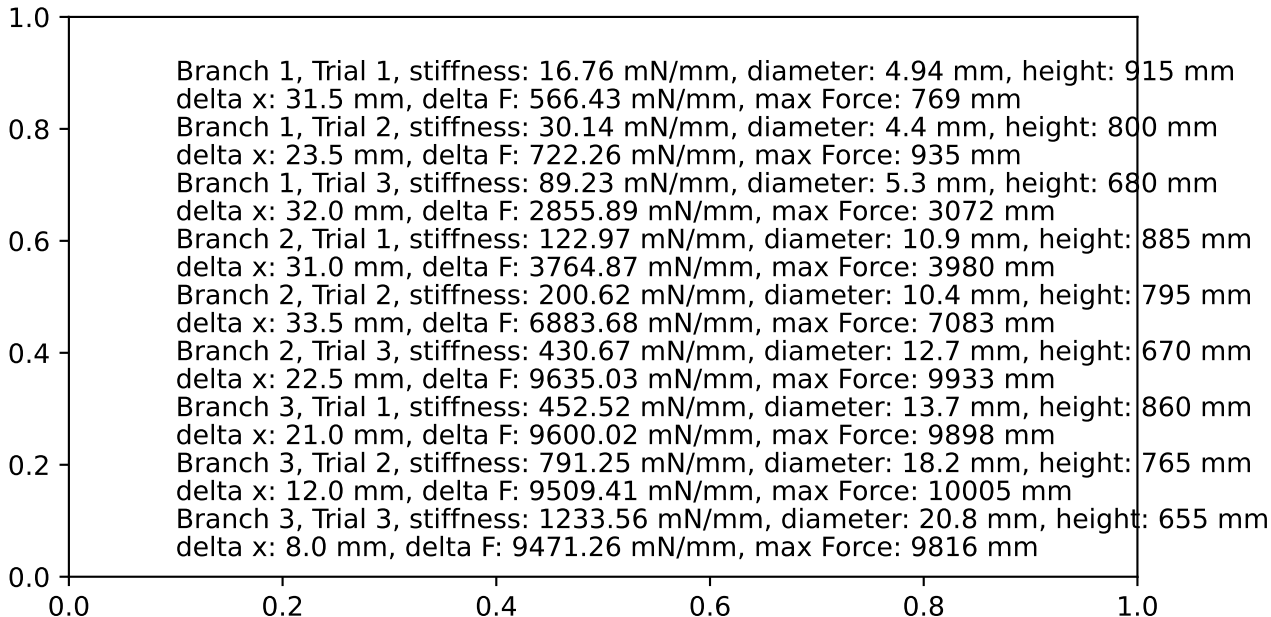 1.0
Branch 1, Trial 1, stiffness: 16.76 mN/mm, diameter: 4.94 mm, height: 915 mm
delta x: 31.5 mm, delta F: 566.43 mN/mm, max Force: 769 mm
0.8
Branch 1, Trial 2, stiffness: 30.14 mN/mm, diameter: 4.4 mm, height: 800 mm
delta x: 23.5 mm, delta F: 722.26 mN/mm, max Force: 935 mm
Branch 1, Trial 3, stiffness: 89.23 mN/mm, diameter: 5.3 mm, height: 680 mm
delta x: 32.0 mm, delta F: 2855.89 mN/mm, max Force: 3072 mm
0.6
Branch 2, Trial 1, stiffness: 122.97 mN/mm, diameter: 10.9 mm, height: 885 mm
delta x: 31.0 mm, delta F: 3764.87 mN/mm, max Force: 3980 mm
Branch 2, Trial 2, stiffness: 200.62 mN/mm, diameter: 10.4 mm, height: 795 mm
delta x: 33.5 mm, delta F: 6883.68 mN/mm, max Force: 7083 mm
0.4
Branch 2, Trial 3, stiffness: 430.67 mN/mm, diameter: 12.7 mm, height: 670 mm
delta x: 22.5 mm, delta F: 9635.03 mN/mm, max Force: 9933 mm
Branch 3, Trial 1, stiffness: 452.52 mN/mm, diameter: 13.7 mm, height: 860 mm
delta x: 21.0 mm, delta F: 9600.02 mN/mm, max Force: 9898 mm
0.2
Branch 3, Trial 2, stiffness: 791.25 mN/mm, diameter: 18.2 mm, height: 765 mm
delta x: 12.0 mm, delta F: 9509.41 mN/mm, max Force: 10005 mm
Branch 3, Trial 3, stiffness: 1233.56 mN/mm, diameter: 20.8 mm, height: 655 mm
delta x: 8.0 mm, delta F: 9471.26 mN/mm, max Force: 9816 mm
0.0
0.0 0.2 0.4 0.6 0.8 1.0